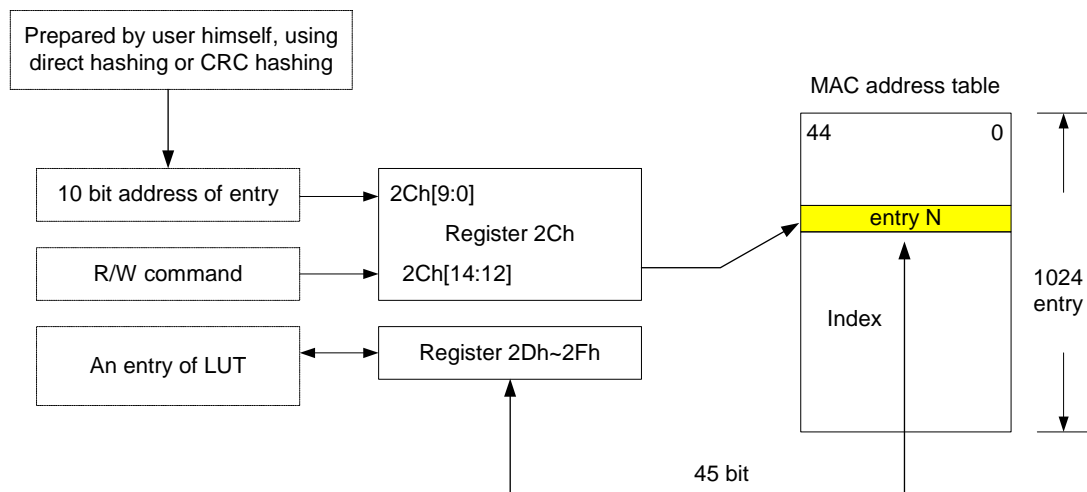 Prepared by user himself, using
direct hashing or CRC hashing
MAC address table
44 0
10 bit address of entry
2Ch[9:0]
Register 2Ch
entry N
R/W command
2Ch[14:12]
1024
entry
Index
An entry of LUT
Register 2Dh~2Fh
45 bit